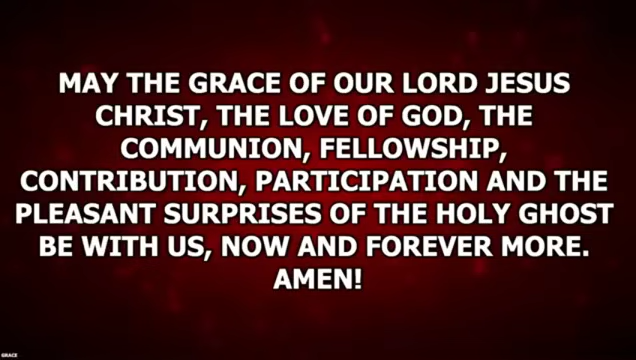 MAY THE GRACE OF OUR LORD JESUS
CHRIST, THE LOVE OF GOD, THE
COMMUNION, FELLOWSHIP,
CONTRIBUTION, PARTICIPATION AND THE
PLEASANT SURPRISES OF THE HOLY GHOST
BE WITH US, NOW AND FOREVER MORE.
AMEN!
GRACE